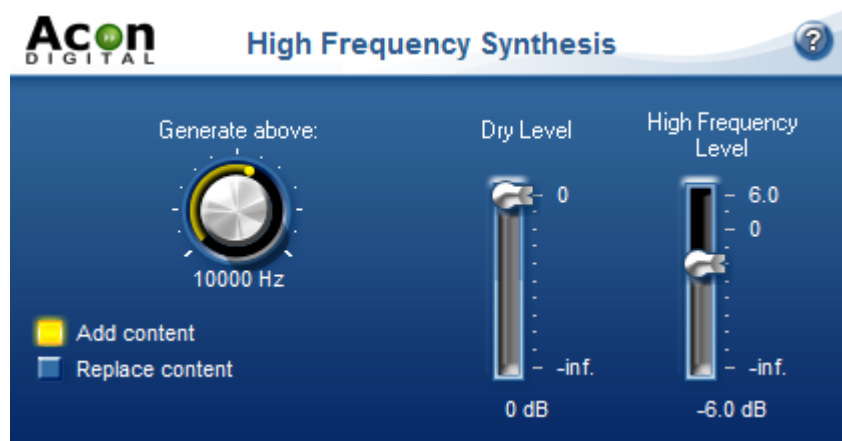 Acon
DIGITAL
High Frequency Synthesis
?
Generate above:
10000 Hz
Add content
Replace content
Dry Level
0
-inf.
0 dB
High Frequency
Level
6.0
0
-inf.
-6.0 dB